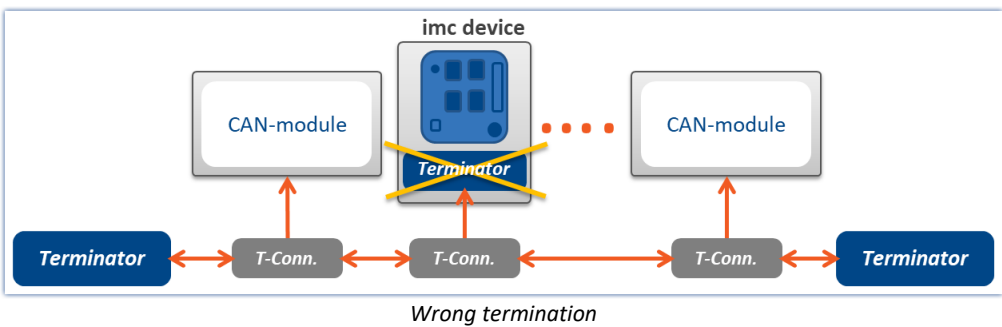 imc device
CAN-module
CAN-module
Terminator
Terminator
T-Conn.
T-Conn.
T-Conn.
Terminator
Wrong termination